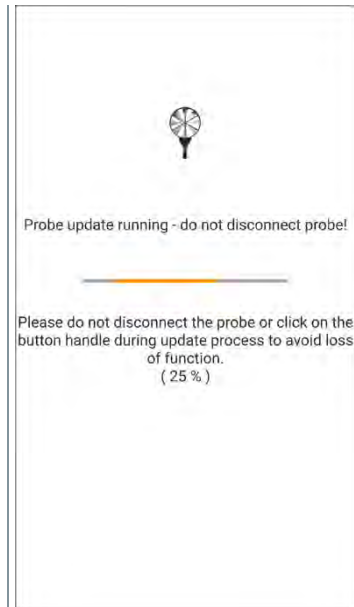 Probe update running - do not disconnect probe!
Please do not disconnect the probe or click on the
button handle during update process to avoid loss
of function.
( 25 % )